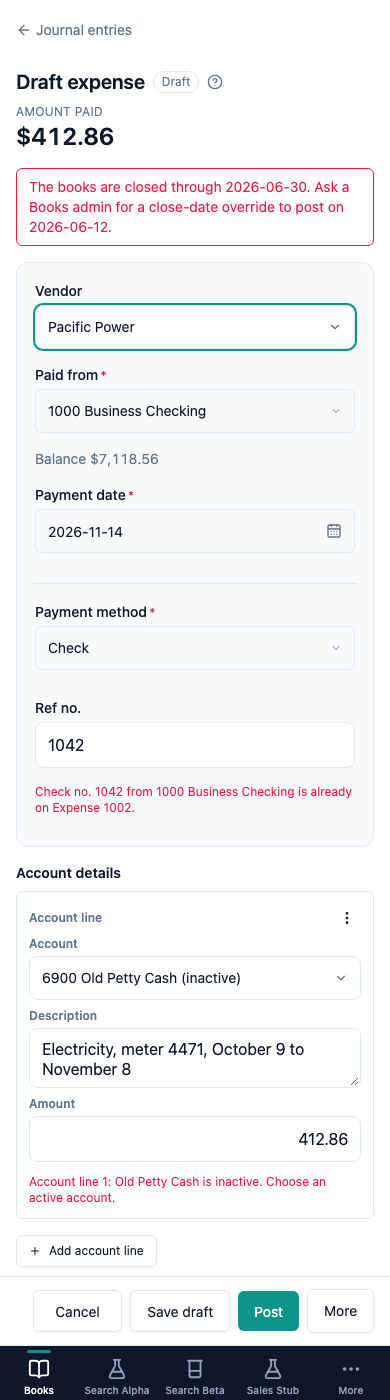 Journal entries
Draft expense Draft
AMOUNT PAID
$412.86
The books are closed through 2026-06-30. Ask a
Books admin for a close-date override to post on
2026-06-12.
Vendor
Pacific Power
Paid from*
1000 Business Checking
Balance $7,118.56
Payment date*
2026-11-14
Payment method*
Check
Ref no.
1042
Check no. 1042 from 1000 Business Checking is already
on Expense 1002.
Account details
Account line
Account
6900 Old Petty Cash (inactive)
Description
Electricity, meter 4471, October 9 to
November 8
Amount
412.86
Account line 1: Old Petty Cash is inactive. Choose an
active account.
+ Add account line
Cancel Save draft Post More
Books Search Alpha Search Beta Sales Stub More